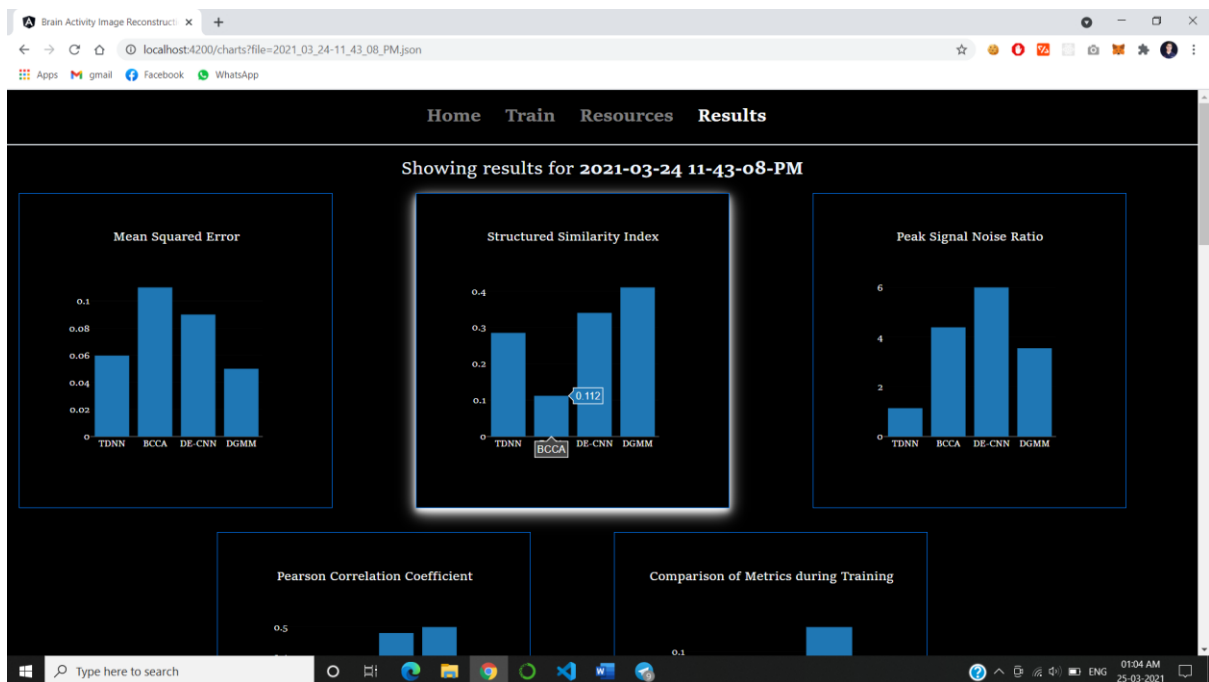 Brain Activity Image Reconstructi
localhost:4200/charts?file=2021_03_24-11_43_08_PM.json
Apps gmail Facebook WhatsApp
Home Train Resources Results
Showing results for 2021-03-24 11-43-08-PM
Mean Squared Error
0.1
0.08
0.06
0.04
0.02
0
TDNN BCCA DE-CNN DGMM
Structured Similarity Index
0.4
0.3
0.2
0.1
0
0.112
TDNN BCCA DE-CNN DGMM
Peak Signal Noise Ratio
6
4
2
0
TDNN BCCA DE-CNN DGMM
Pearson Correlation Coefficient
0.5
Comparison of Metrics during Training
0.1
Type here to search
ENG
01:04 AM
25-03-2021